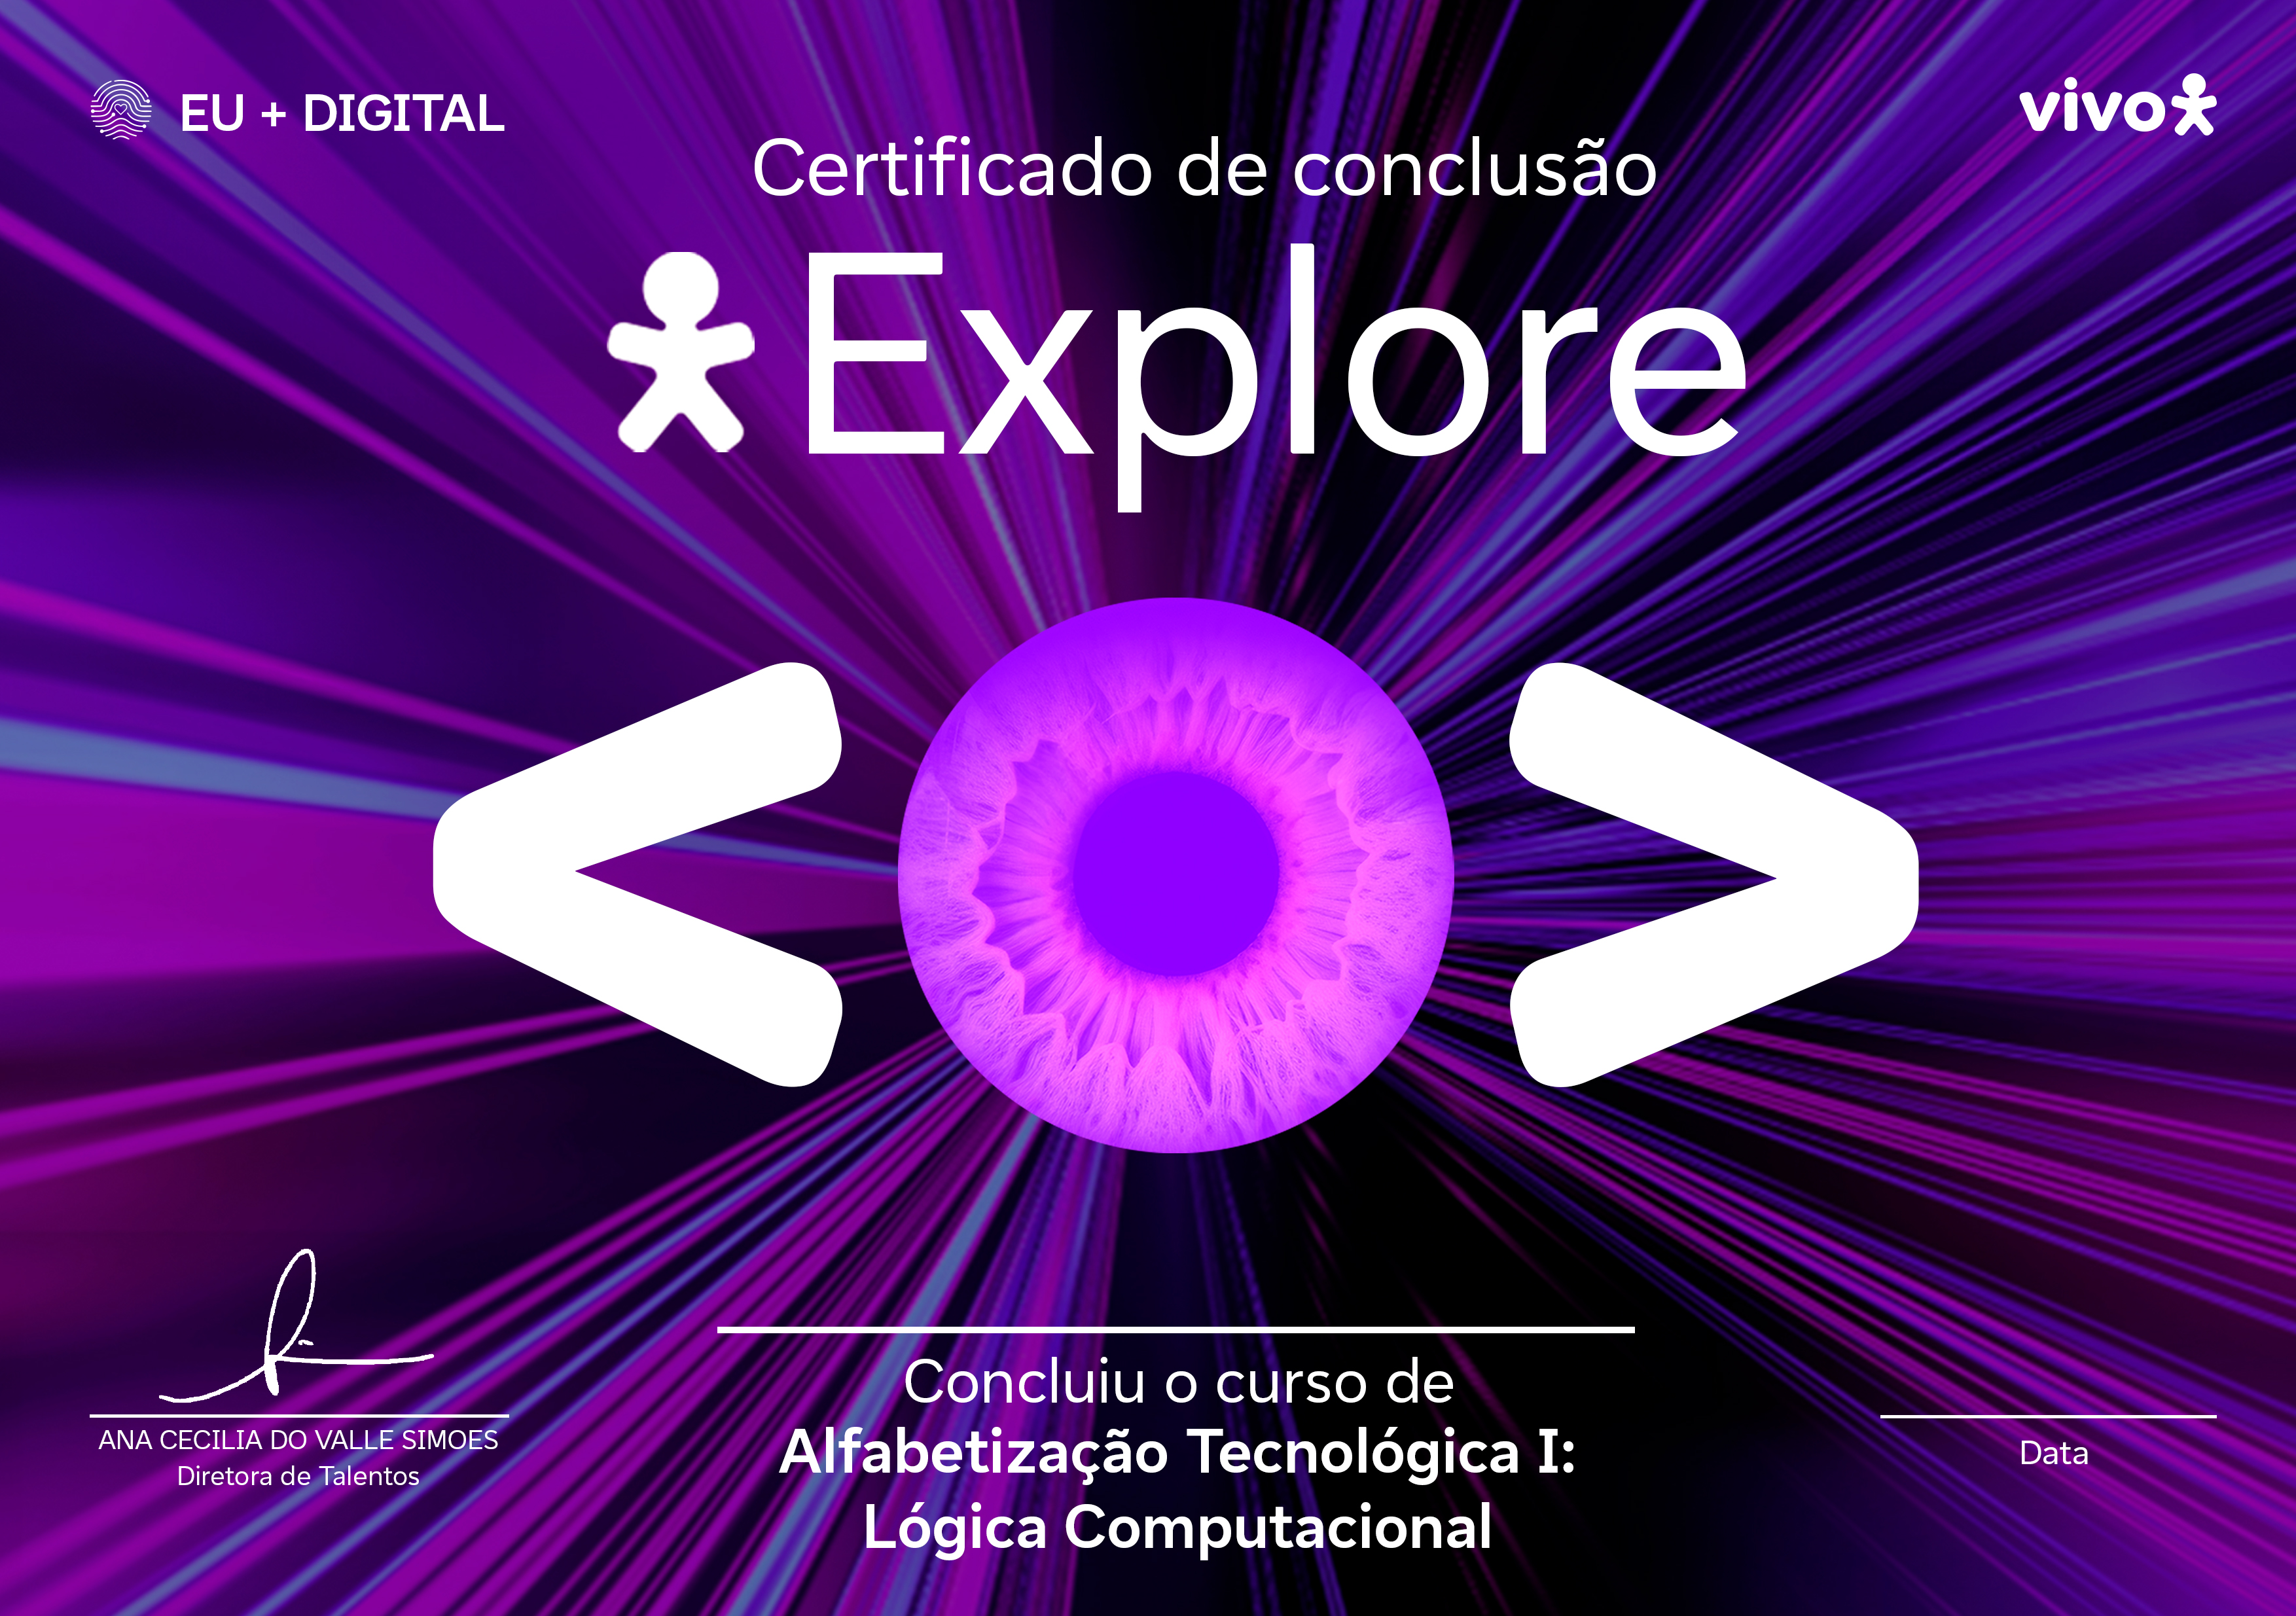 EU + DIGITAL
vivo
Certificado de conclusão
Explore
Concluiu o curso de
Alfabetização Tecnológica I:
Lógica Computacional
ANA CECILIA DO VALLE SIMOES
Diretora de Talentos
Data